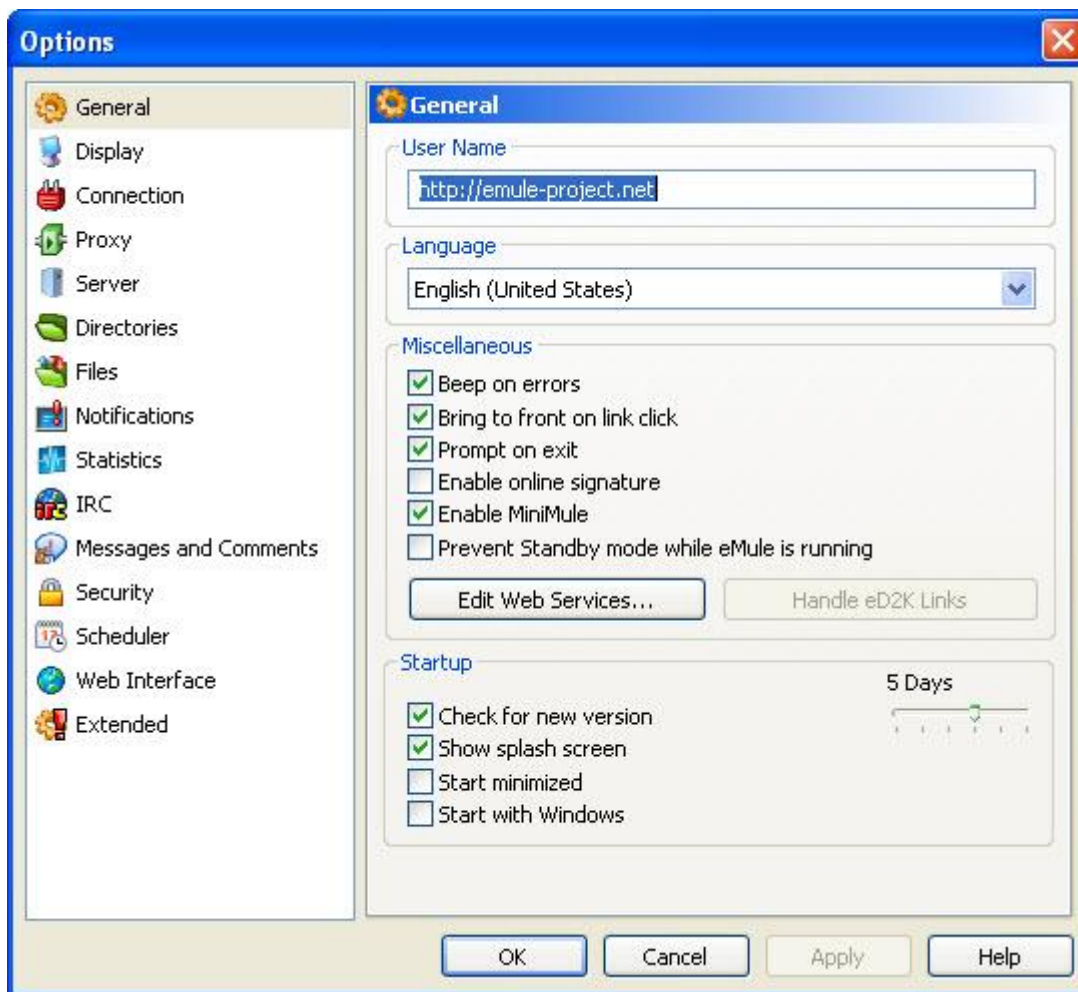 Options
General
Display
Connection
Proxy
Server
Directories
Files
Notifications
Statistics
IRC
Messages and Comments
Security
Scheduler
Web Interface
Extended
General
User Name
http://emule-project.net
Language
English (United States)
Miscellaneous
Beep on errors
Bring to front on link click
Prompt on exit
Enable online signature
Enable MiniMule
Prevent Standby mode while eMule is running
Edit Web Services... Handle eD2K Links
Startup
5 Days
Check for new version
Show splash screen
Start minimized
Start with Windows
OK Cancel Apply Help